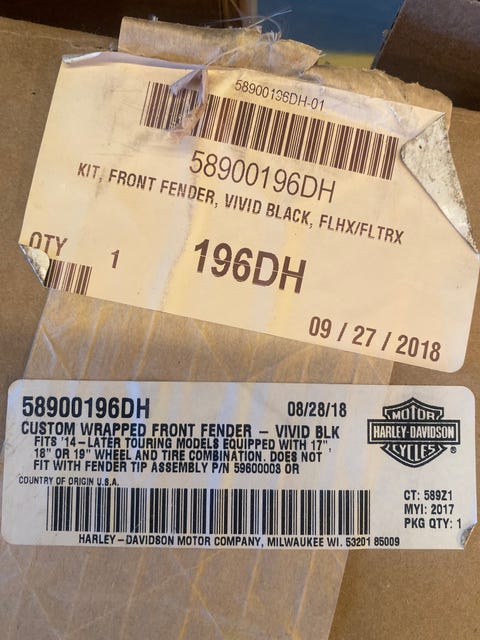 58900196DH-01
58900196DH
KIT, FRONT FENDER, VIVID BLACK, FLHX/FLTRX
QTY 1 196DH
09 / 27 / 2018
58900196DH 08/28/18
CUSTOM WRAPPED FRONT FENDER – VIVID BLK
FITS '14–LATER TOURING MODELS EQUIPPED WITH 17",
18" OR 19" WHEEL AND TIRE COMBINATION. DOES NOT
FIT WITH FENDER TIP ASSEMBLY P/N 59600003 OR
COUNTRY OF ORIGIN U.S.A.
MOTOR
HARLEY-DAVIDSON
CYCLES
®
CT: 589Z1
MYI: 2017
PKG QTY: 1
HARLEY–DAVIDSON MOTOR COMPANY, MILWAUKEE WI. 53201 85009